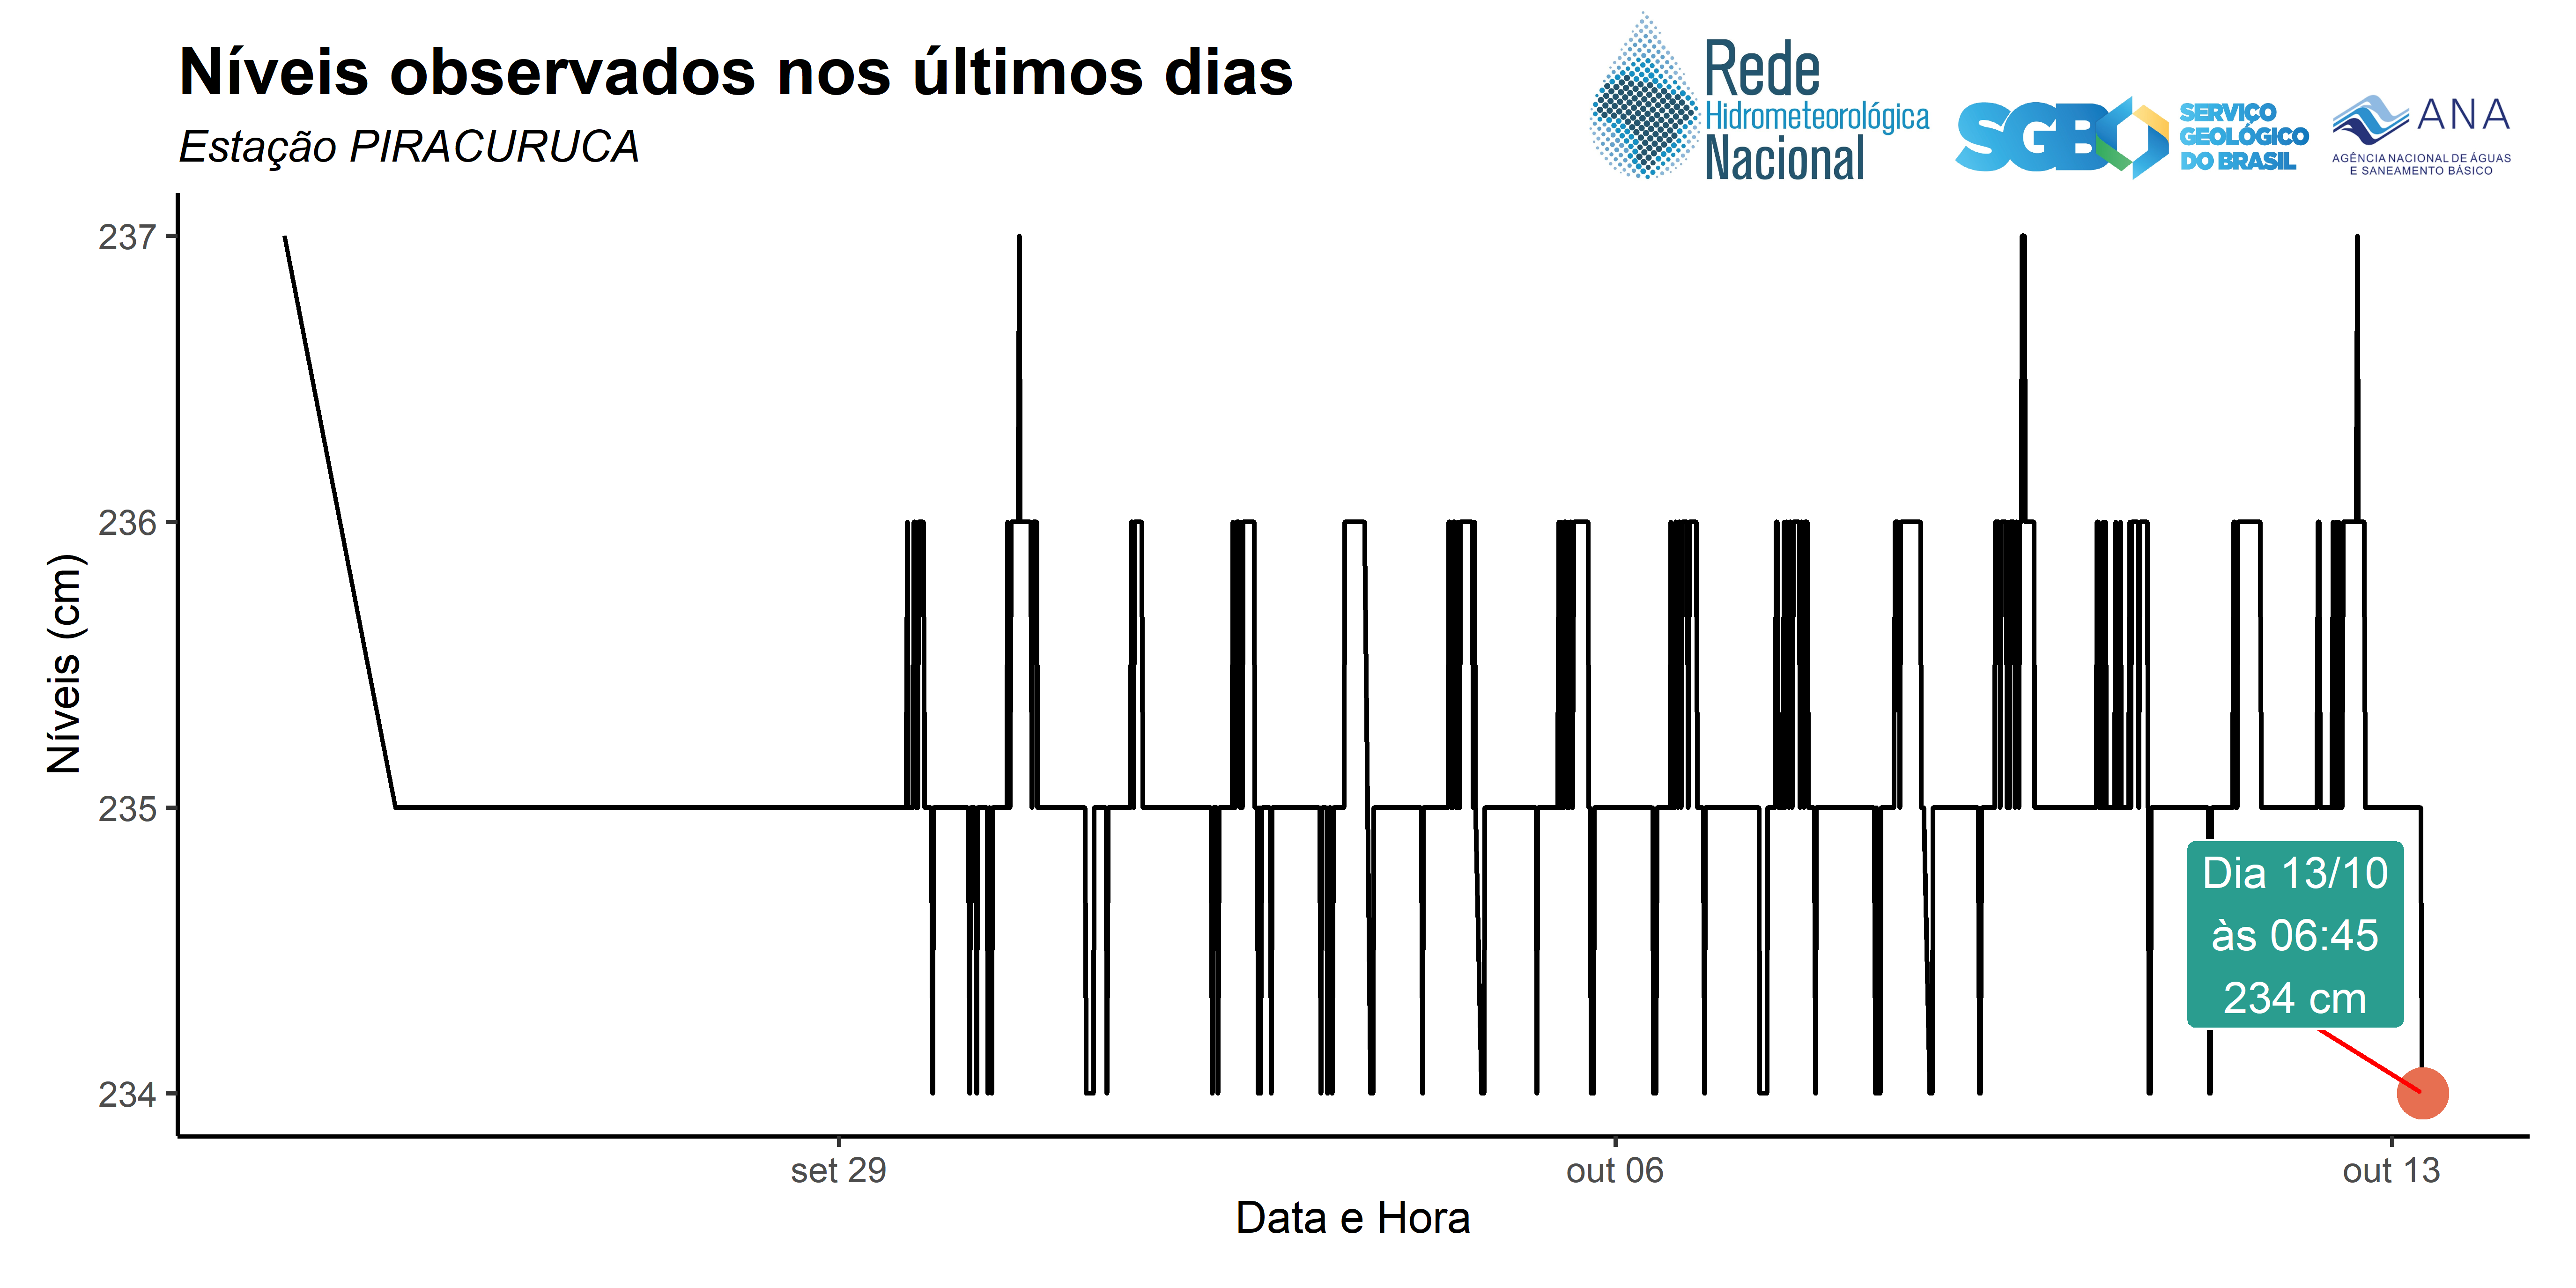 Níveis observados nos últimos dias
Estação PIRACURUCA
Rede
Hidrometeorológica
Nacional
SGB
SERVIÇO
GEOLÓGICO
DO BRASIL
ANA
AGÊNCIA NACIONAL DE ÁGUAS
E SANEAMENTO BÁSICO
237
236
235
234
Níveis (cm)
Dia 13/10
às 06:45
234 cm
set 29
out 06
out 13
Data e Hora